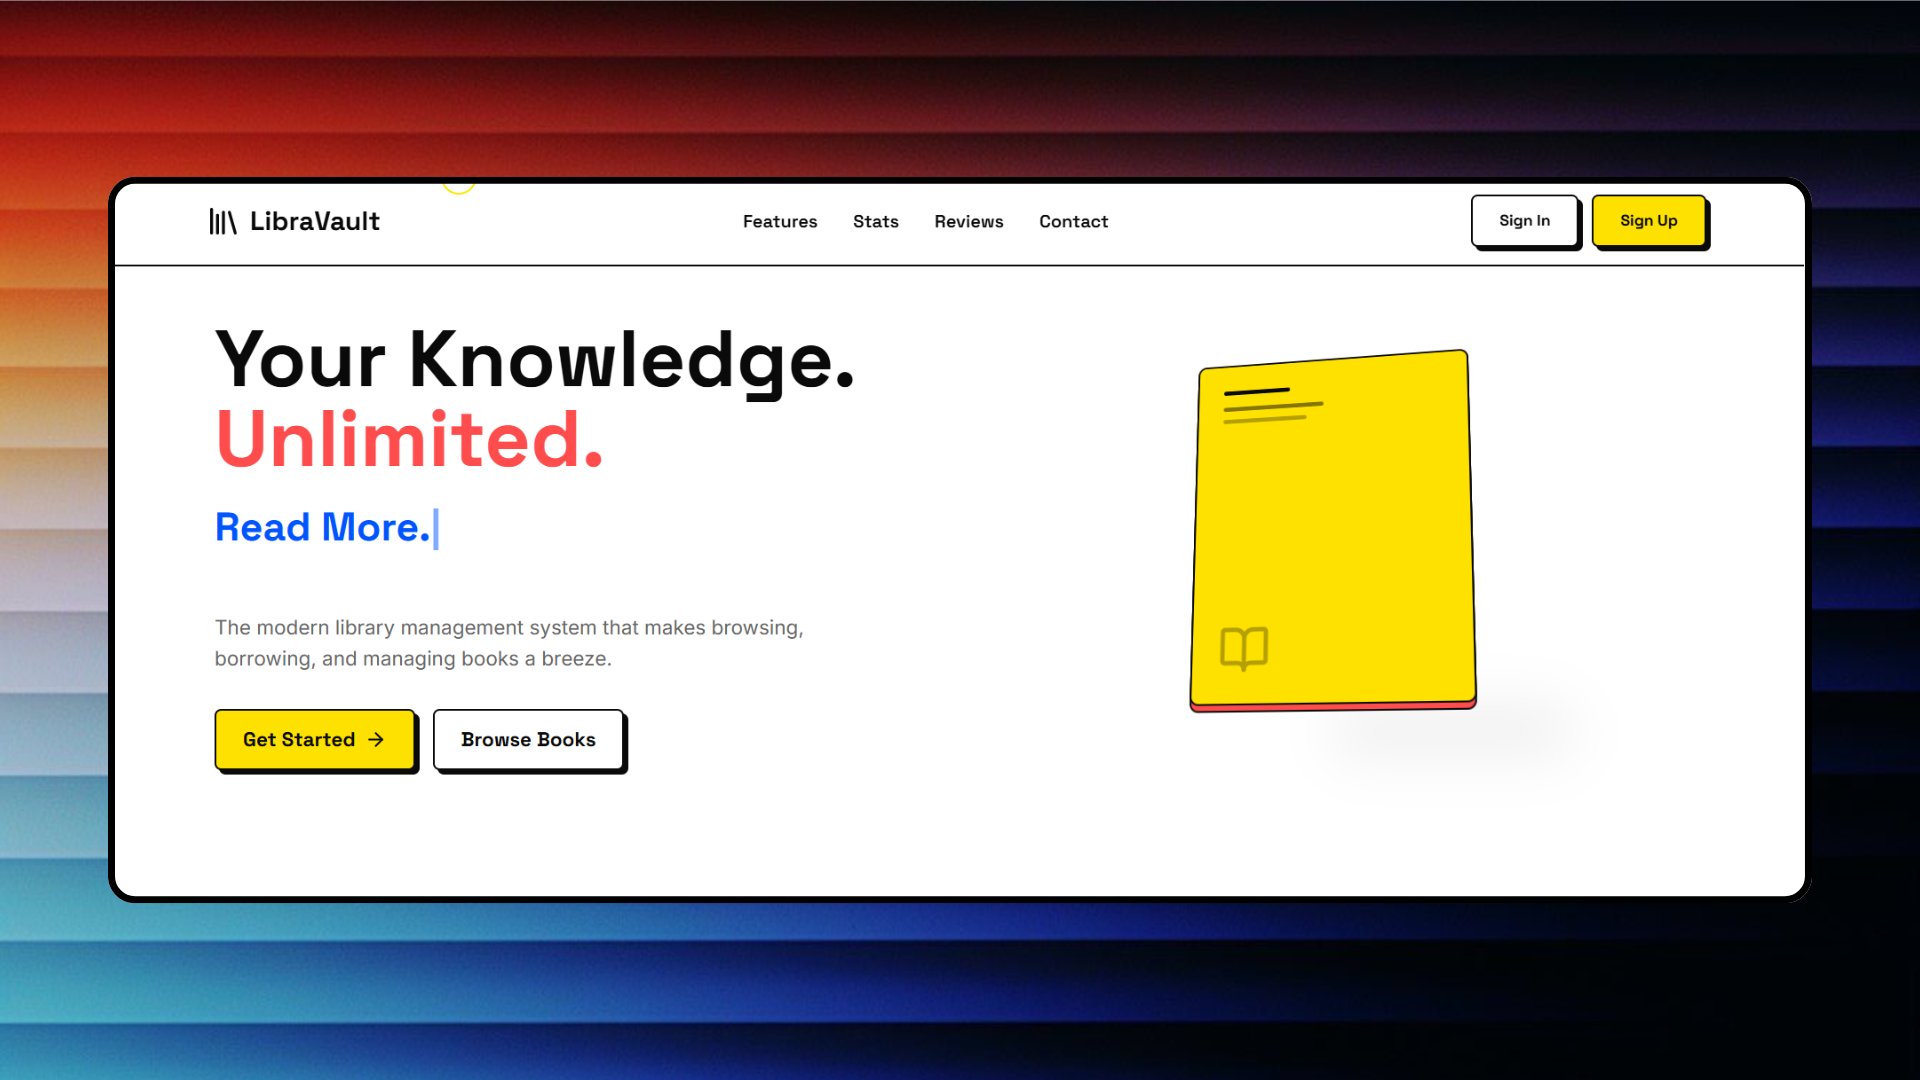 LibraVault
Features
Stats
Reviews
Contact
Sign In
Sign Up
Your Knowledge.
Unlimited.
Read More.
The modern library management system that makes browsing,
borrowing, and managing books a breeze.
Get Started →
Browse Books